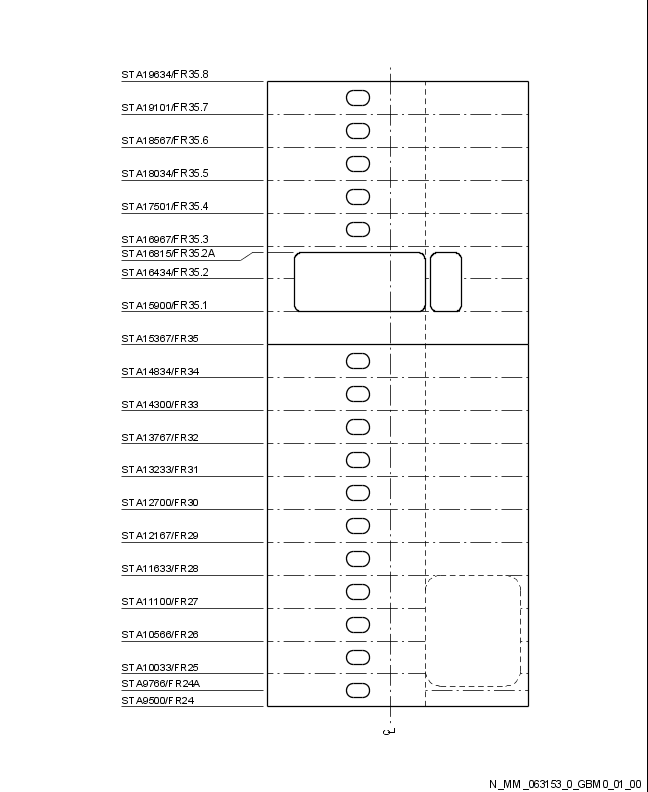 STA19634/FR35.8
STA19101/FR35.7
STA18567/FR35.6
STA18034/FR35.5
STA17501/FR35.4
STA16967/FR35.3
STA16815/FR35.2A
STA16434/FR35.2
STA15900/FR35.1
STA15367/FR35
STA14834/FR34
STA14300/FR33
STA13767/FR32
STA13233/FR31
STA12700/FR30
STA12167/FR29
STA11633/FR28
STA11100/FR27
STA10566/FR26
STA10033/FR25
STA9766/FR24A
STA9500/FR24
N_MM_063153_0_GBM0_01_00